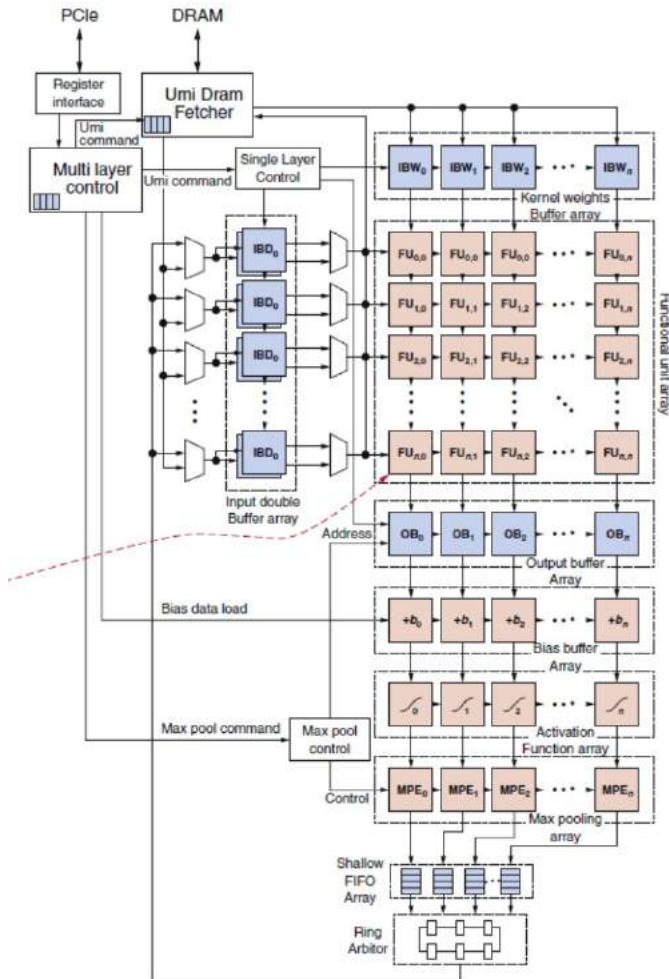 PCIe
DRAM
Register
interface
Umi Dram
Fetcher
Umi
command
Multi layer
control
Umi command
Single Layer
Control
IBW0
IBW1
IBW2
IBWn
Kernel weights
Buffer array
IBD0
IBD0
IBD0
IBD0
Input double
Buffer array
FU0,0
FU0,0
FU0,0
FU0,n
FU1,0
FU1,1
FU1,2
FU1,n
FU2,0
FU2,1
FU2,2
FU2,n
FUn,0
FUn,1
FUn,2
FUn,n
Functional unit array
Address
OB0
OB1
OB2
OBn
Output buffer
Array
Bias data load
+b0
+b1
+b2
+bn
Bias buffer
Array
0
1
2
n
Activation
Function array
Max pool command
Max pool
control
Control
MPE0
MPE1
MPE2
MPEn
Max pooling
array
Shallow
FIFO
Array
Ring
Arbitor